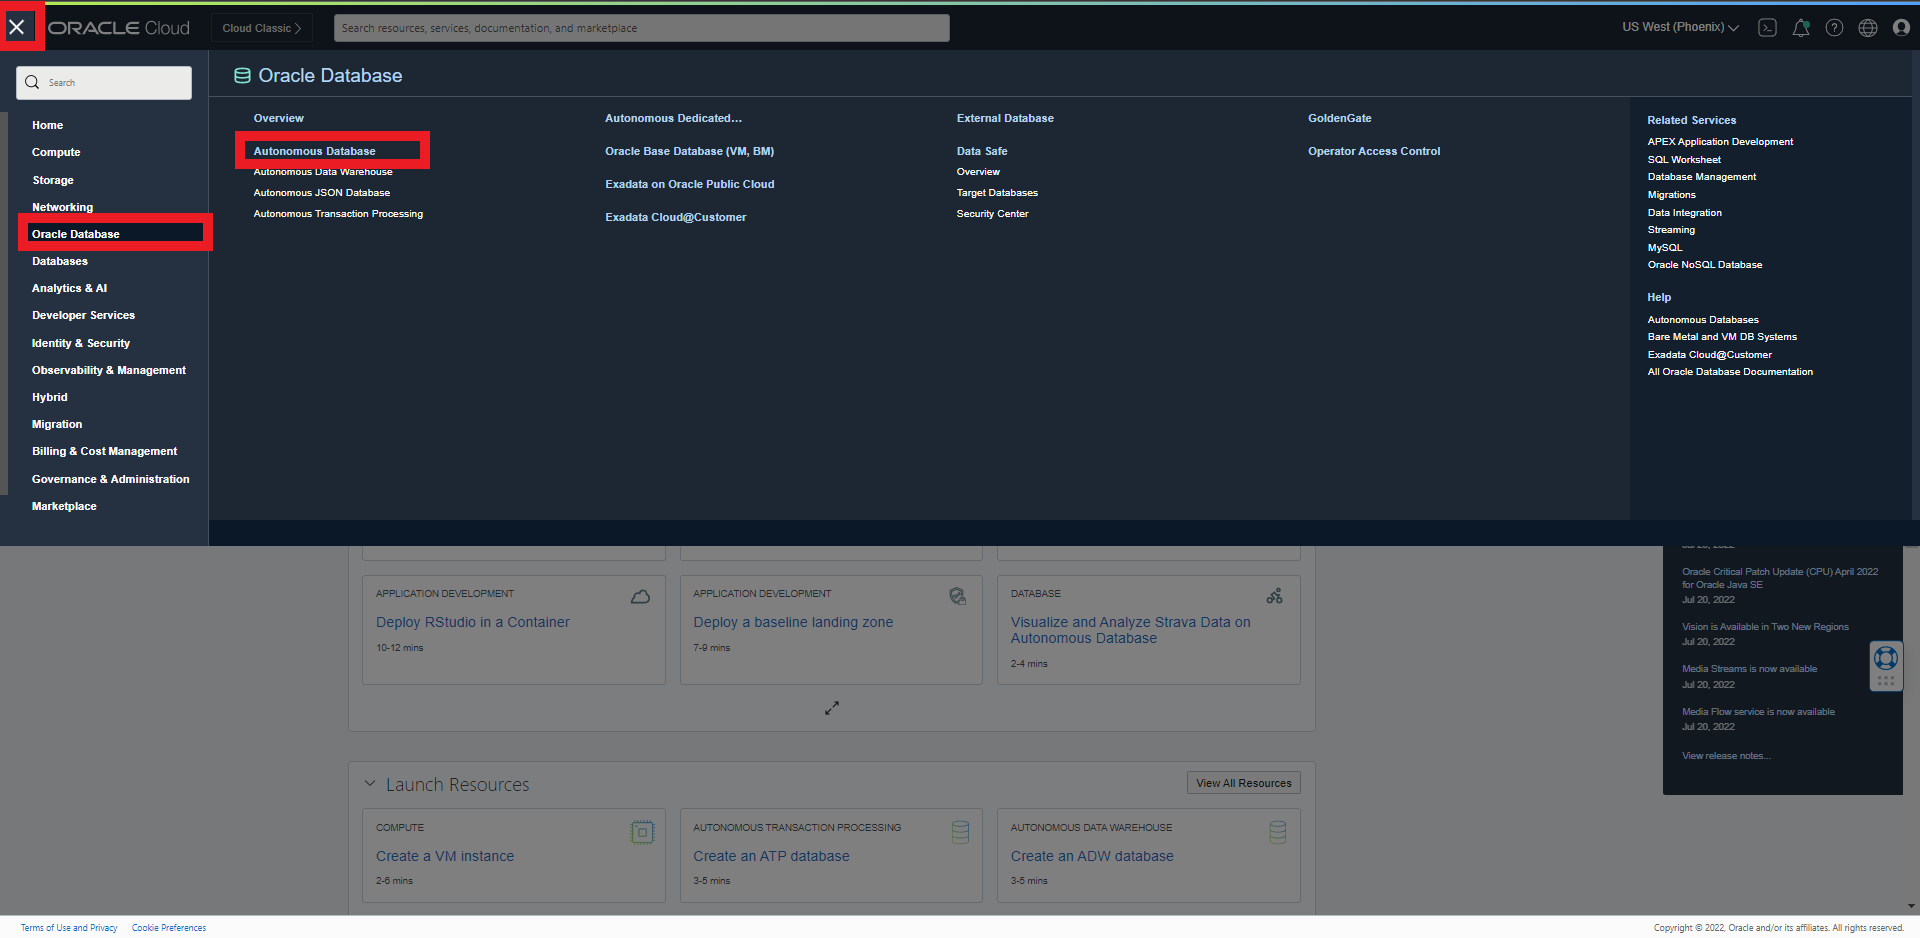 ORACLE Cloud
Cloud Classic >
Search resources, services, documentation, and marketplace
US West (Phoenix)
Search
Home
Compute
Storage
Networking
Oracle Database
Databases
Analytics & AI
Developer Services
Identity & Security
Observability & Management
Hybrid
Migration
Billing & Cost Management
Governance & Administration
Marketplace
Oracle Database
Overview
Autonomous Database
Autonomous Data Warehouse
Autonomous JSON Database
Autonomous Transaction Processing
Autonomous Dedicated...
Oracle Base Database (VM, BM)
Exadata on Oracle Public Cloud
Exadata Cloud@Customer
External Database
Data Safe
Overview
Target Databases
Security Center
GoldenGate
Operator Access Control
Related Services
APEX Application Development
SQL Worksheet
Database Management
Migrations
Data Integration
Streaming
MySQL
Oracle NoSQL Database
Help
Autonomous Databases
Bare Metal and VM DB Systems
Exadata Cloud@Customer
All Oracle Database Documentation
APPLICATION DEVELOPMENT
Deploy RStudio in a Container
10-12 mins
APPLICATION DEVELOPMENT
Deploy a baseline landing zone
7-9 mins
DATABASE
Visualize and Analyze Strava Data on
Autonomous Database
2-4 mins
Launch Resources
View All Resources
COMPUTE
Create a VM instance
2-6 mins
AUTONOMOUS TRANSACTION PROCESSING
Create an ATP database
3-5 mins
AUTONOMOUS DATA WAREHOUSE
Create an ADW database
3-5 mins
Oracle Critical Patch Update (CPU) April 2022
for Oracle Java SE
Jul 20, 2022
Vision is Available in Two New Regions
Jul 20, 2022
Media Streams is now available
Jul 20, 2022
Media Flow service is now available
Jul 20, 2022
View release notes...
Terms of Use and Privacy
Cookie Preferences
Copyright © 2022, Oracle and/or its affiliates. All rights reserved.